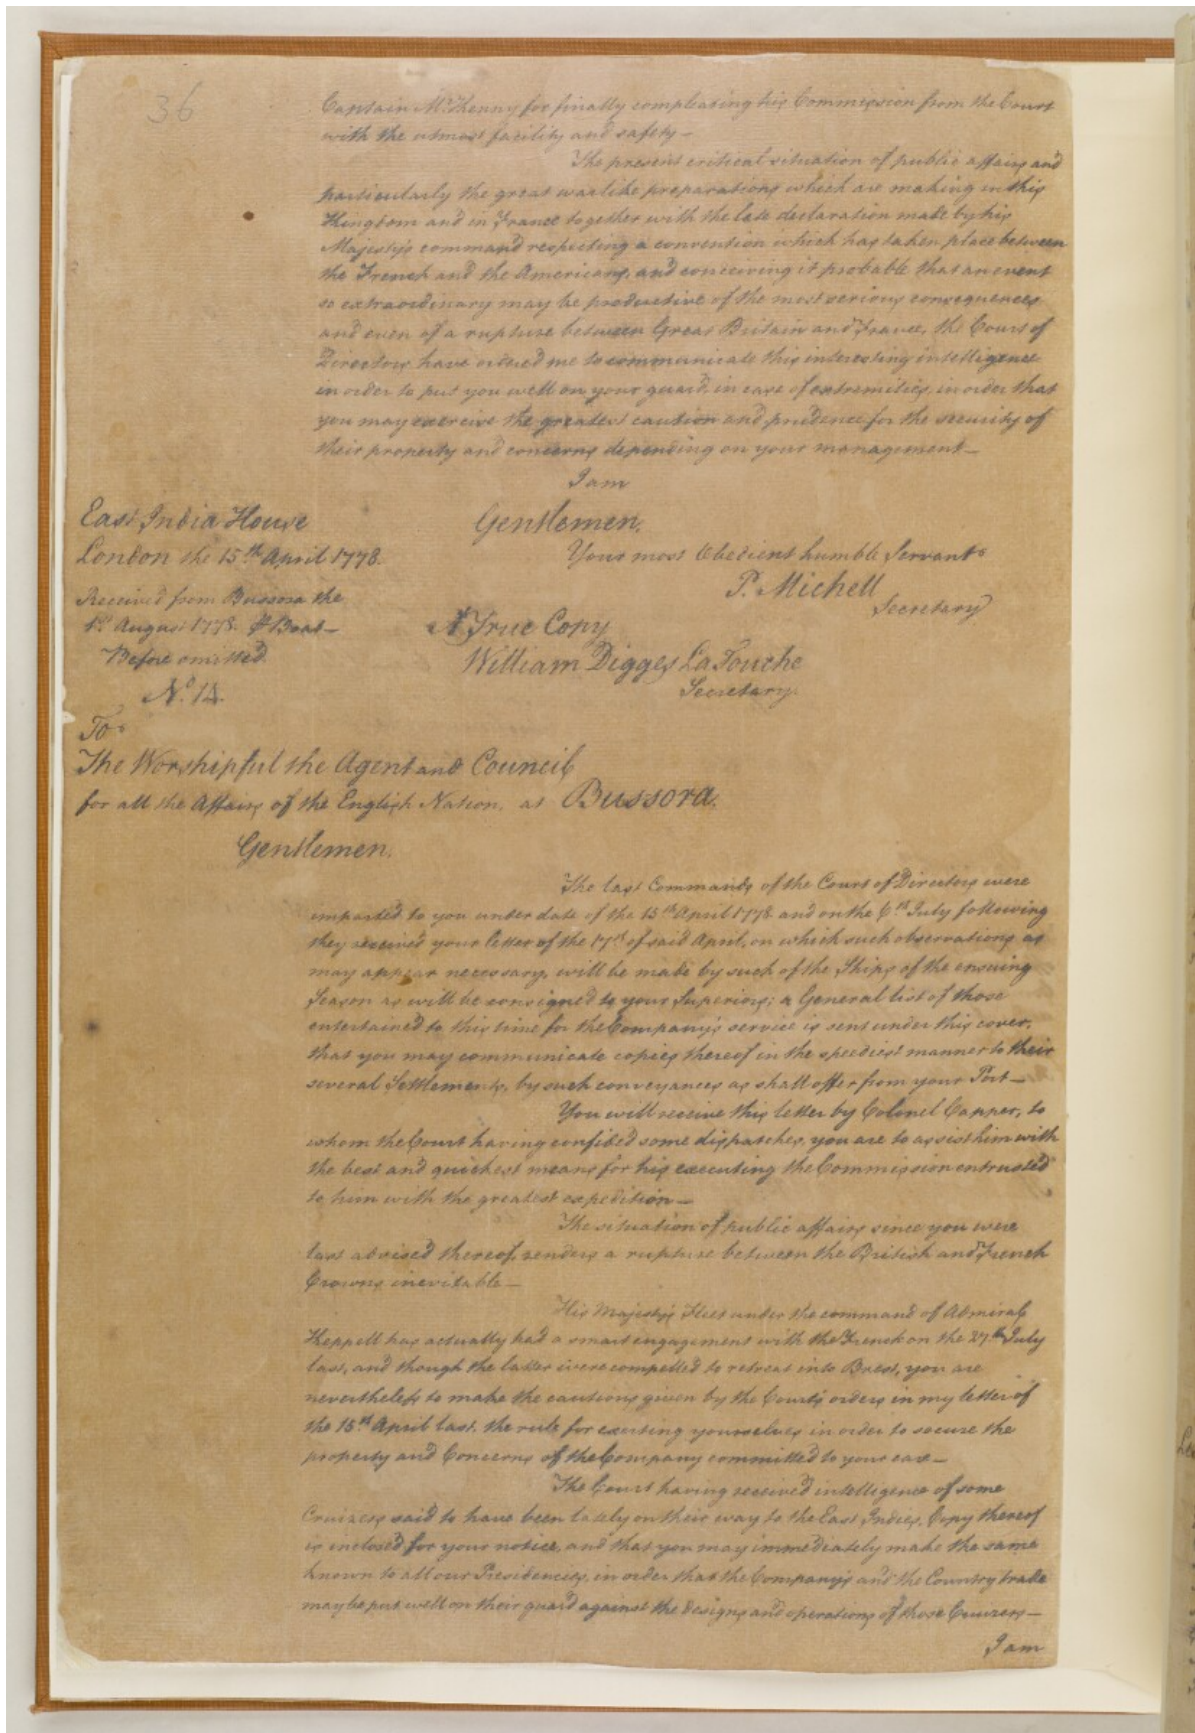 36
Captain McKenny for finally compleating his Commission from the Court
with the utmost facility and safety—
The present critical situation of public affairs and
particularly the great warlike preparations which are making in this
Kingdom and in France together with the late declaration made by his
Majesty's command respecting a convention which has taken place between
the French and the Americans, and conceiving it probable that an event
so extraordinary may be productive of the most serious consequences
and even of a rupture between Great Britain and France, the Court of
Directors have ordered me to communicate this interesting intelligence
in order to put you well on your guard, in case of extremities, in order that
you may exercise the greatest caution and prudence for the security of
their property and concerns depending on your management—
I am
Gentlemen,
East India House
London the 15th April 1778.
Your most Obedient humble Servant
P. Michell
Secretary
Received from Bussora the
1st August 1778. P Boat—
Before omitted.
A True Copy
William Digges LaTouche
Secretary.
No. 14.
To
The Worshipful the Agent and Council
for all the Affairs of the English Nation, at Bussora.
Gentlemen.
The last Commands of the Court of Directors were
imparted to you under date of the 15th April 1778 and on the 6th July following
they received your letter of the 17th of said April, on which such observations as
may appear necessary, will be made by such of the Ships of the ensuing
Season as will be consigned to your Superiors; a General list of those
entertained to this time for the Company's service is sent under this cover,
that you may communicate copies thereof in the speediest manner to their
several Settlements, by such conveyances as shall offer from your Port—
You will receive this letter by Colonel Capper, to
whom the Court having confided some dispatches, you are to assist him with
the best and quickest means for his executing the Commission entrusted
to him with the greatest expedition—
The situation of public affairs since you were
last advised thereof, renders a rupture between the British and French
Crowns inevitable—
His Majesty's Fleet under the command of Admiral
Keppell has actually had a smart engagement with the French on the 27th July
last, and though the latter were compelled to retreat into Brest, you are
nevertheless to make the cautions given by the Court's orders in my letter of
the 15th April last, the rule for exerting yourselves in order to secure the
property and Concerns of the Company committed to your care—
The Court having received intelligence of some
Cruizers said to have been lately on their way to the East Indies, Copy thereof
is inclosed for your notice, and that you may immediately make the same
known to all our Presidencies, in order that the Company's and the Country trade
may be put well on their guard against the designs and operations of those Cruizers—
I am